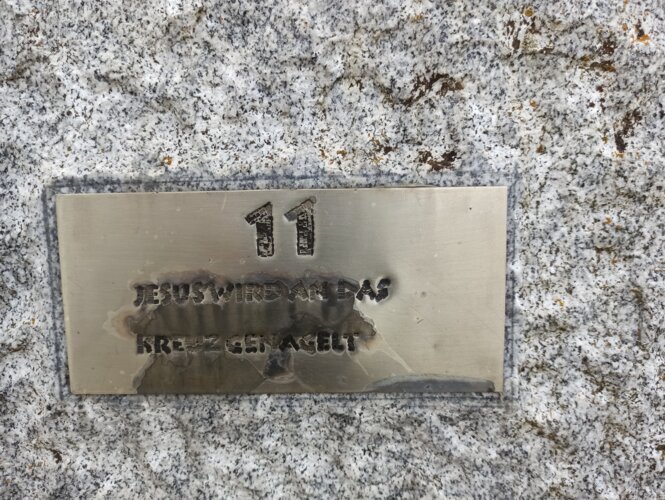 11
JESUS WIRD AN DAS
KREUZ GENAGELT